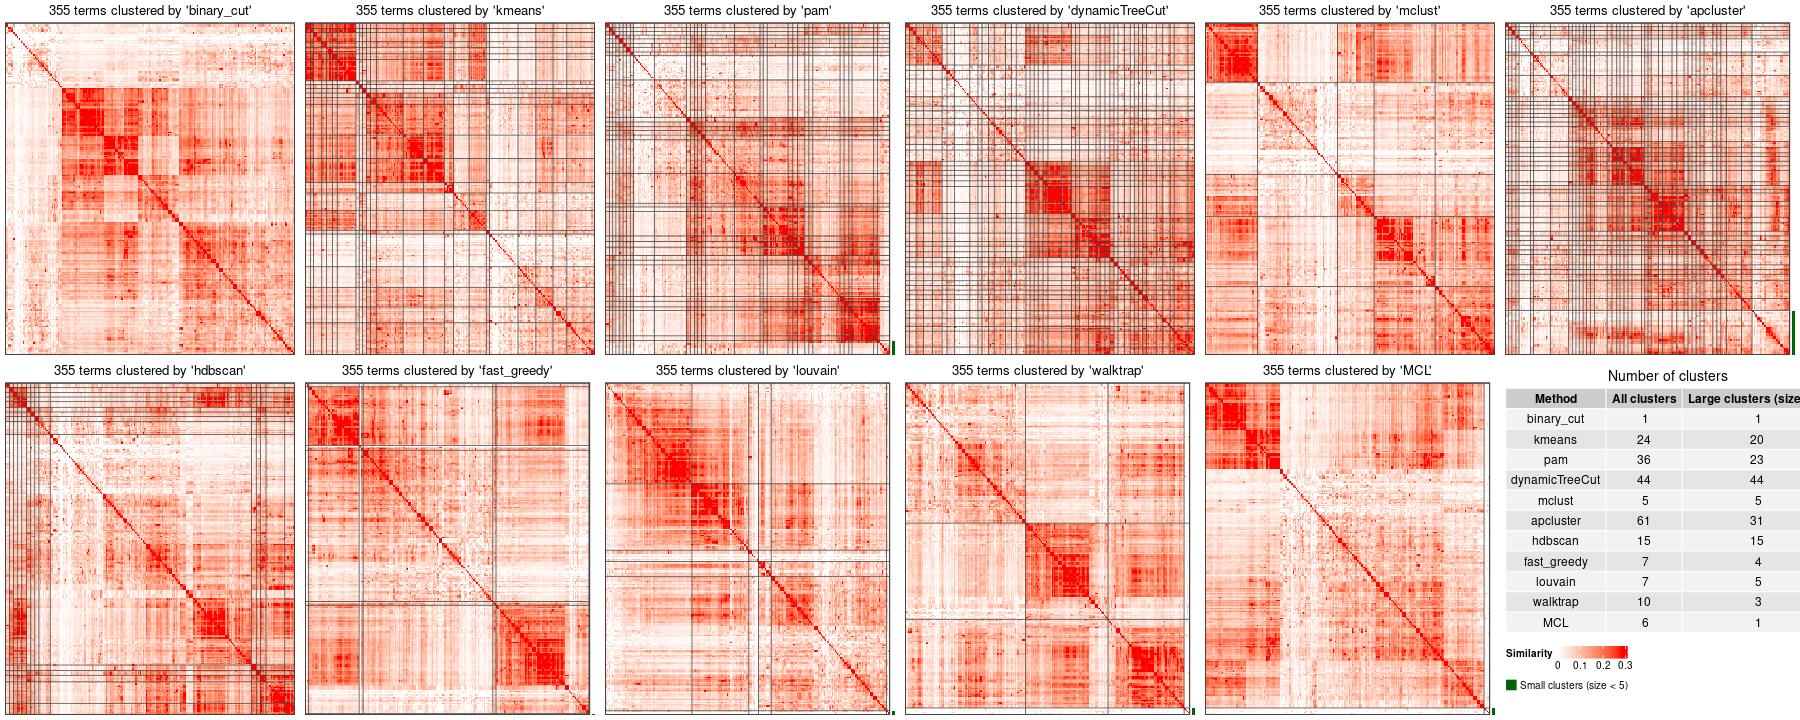 355 terms clustered by 'binary_cut'
355 terms clustered by 'kmeans'
355 terms clustered by 'pam'
355 terms clustered by 'dynamicTreeCut'
355 terms clustered by 'mclust'
355 terms clustered by 'apcluster'
355 terms clustered by 'hdbscan'
355 terms clustered by 'fast_greedy'
355 terms clustered by 'louvain'
355 terms clustered by 'walktrap'
355 terms clustered by 'MCL'
Number of clusters
Method All clusters Large clusters (size
binary_cut 1 1
kmeans 24 20
pam 36 23
dynamicTreeCut 44 44
mclust 5 5
apcluster 61 31
hdbscan 15 15
fast_greedy 7 4
louvain 7 5
walktrap 10 3
MCL 6 1
Similarity
0 0.1 0.2 0.3
Small clusters (size < 5)